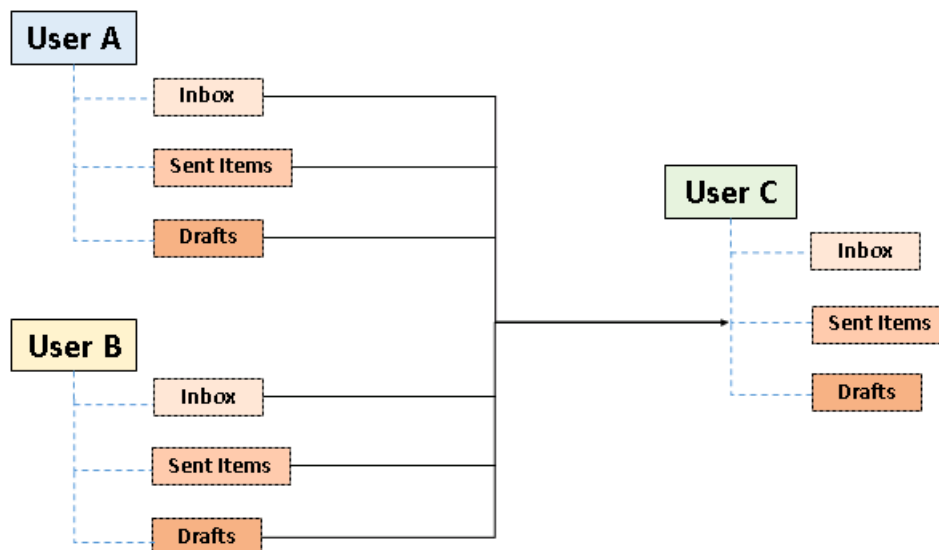 User A
Inbox
Sent Items
Drafts
User B
Inbox
Sent Items
Drafts
User C
Inbox
Sent Items
Drafts